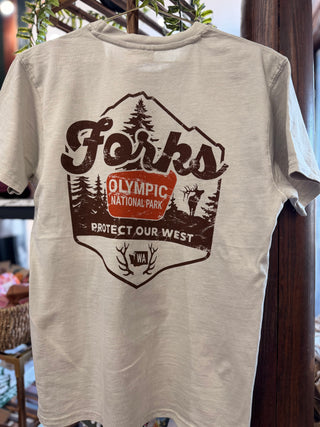 Forks
OLYMPIC
NATIONAL PARK
PROTECT OUR WEST
WA